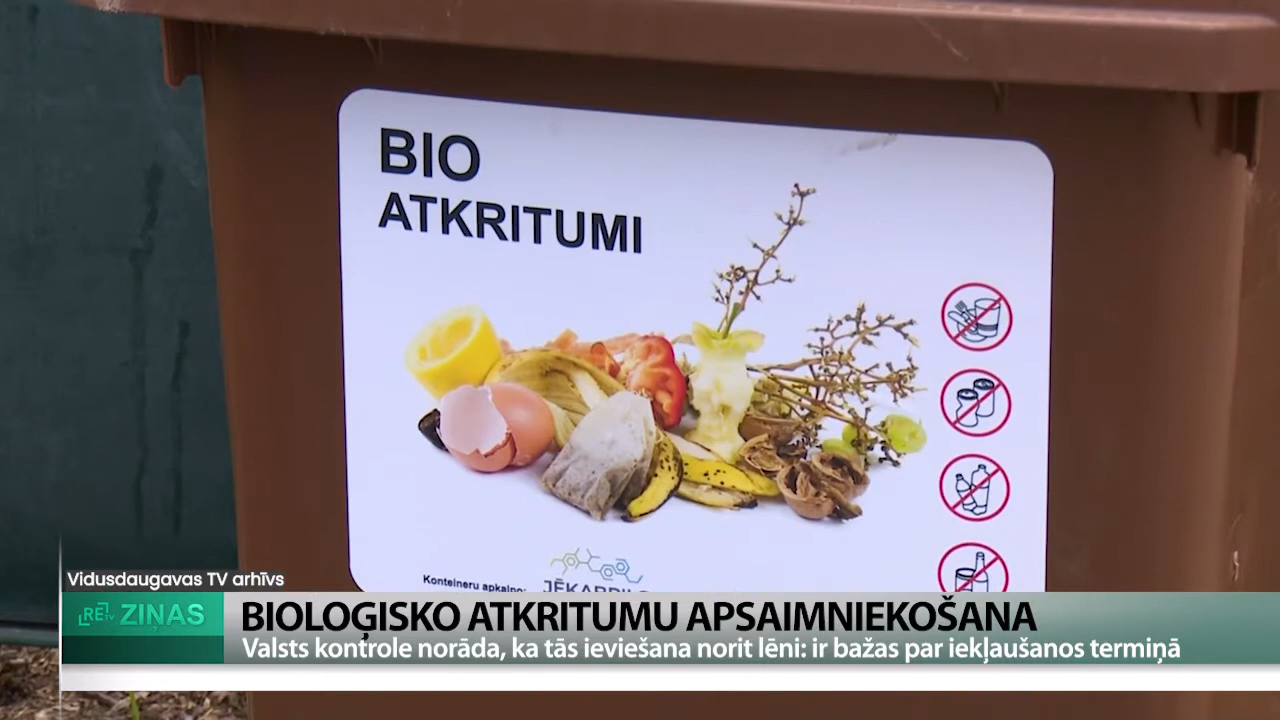 BIO
ATKRITUMI
Konteineru apkalpo:
Vidusdaugavas TV arhīvs
RE TV ZIŅAS
BIOLOĢISKO ATKRITUMU APSAIMNIEKOŠANA
Valsts kontrole norāda, ka tās ieviešana norit lēni: ir bažas par iekļaušanos termiņā